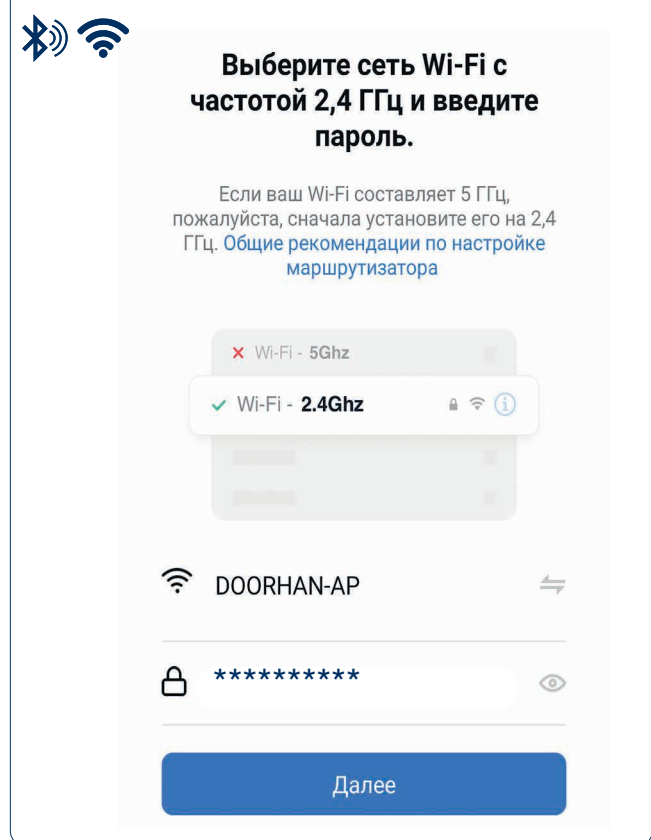 Выберите сеть Wi-Fi с
частотой 2,4 ГГц и введите
пароль.
Если ваш Wi-Fi составляет 5 ГГц,
пожалуйста, сначала установите его на 2,4
ГГц. Общие рекомендации по настройке
маршрутизатора
Wi-Fi - 5Ghz
Wi-Fi - 2.4Ghz
DOORHAN-AP
**********
Далее